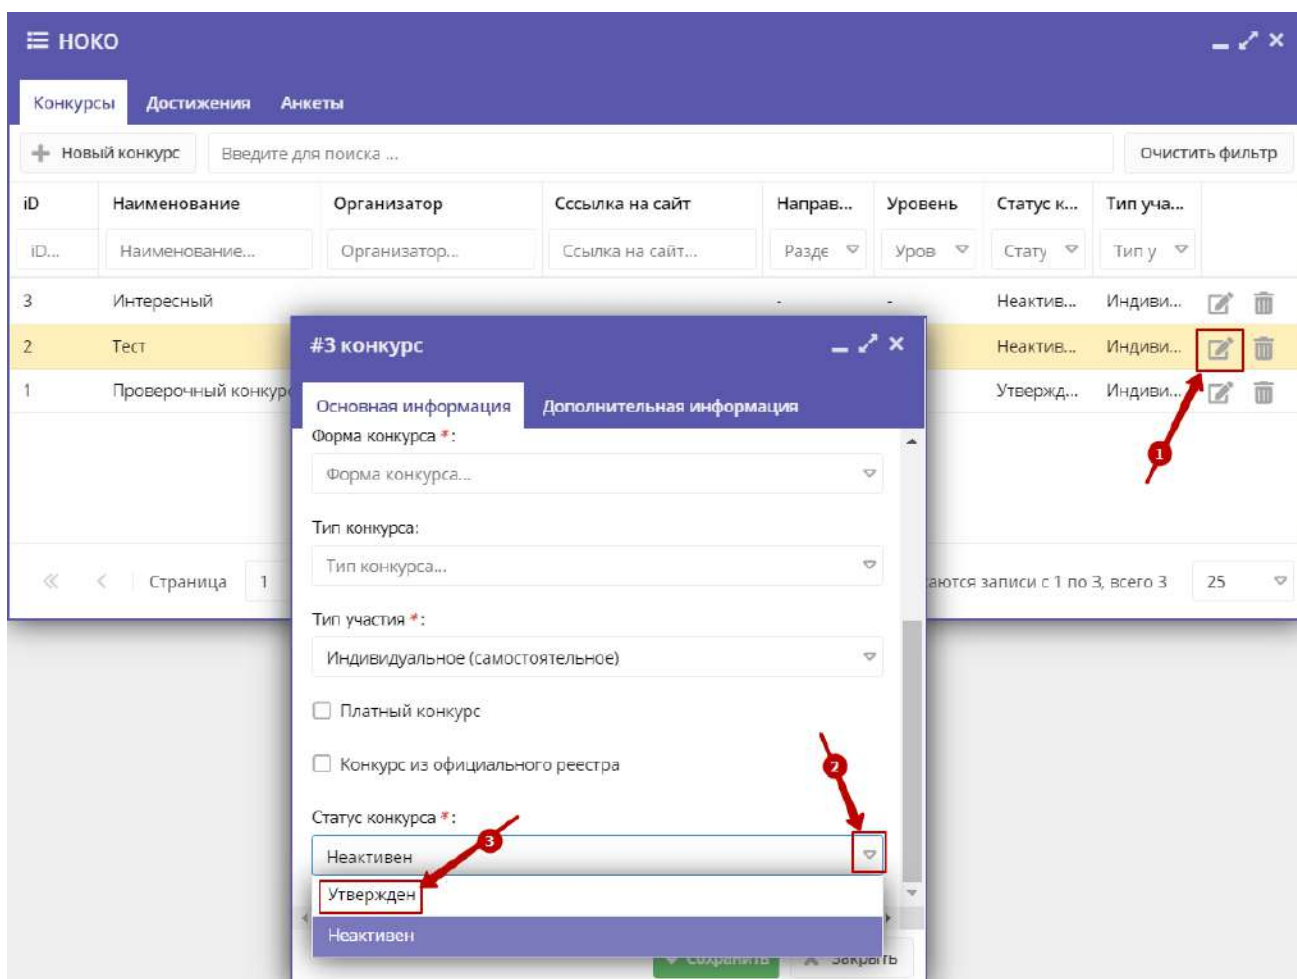 НОКО
Конкурсы Достижения Анкеты
Новый конкурс Введите для поиска ... Очистить фильтр
iD Наименование Организатор Сссылка на сайт Направ... Уровень Статус к... Тип уча...
iD... Наименование... Организатор... Ссылка на сайт... Разде Уров Стату Тип у
3 Интересный - - Неактив... Индиви...
2 Тест Неактив... Индиви...
1 Проверочный конкурс Утвержд... Индиви...
#3 конкурс
Основная информация Дополнительная информация
Форма конкурса *:
Форма конкурса...
1
Тип конкурса:
Тип конкурса...
Страница 1 аются записи с 1 по 3, всего 3 25
Тип участия *:
Индивидуальное (самостоятельное)
Платный конкурс
Конкурс из официального реестра
2
Статус конкурса *:
3
Неактивен
Утвержден
Неактивен
Сохранить Закрыть